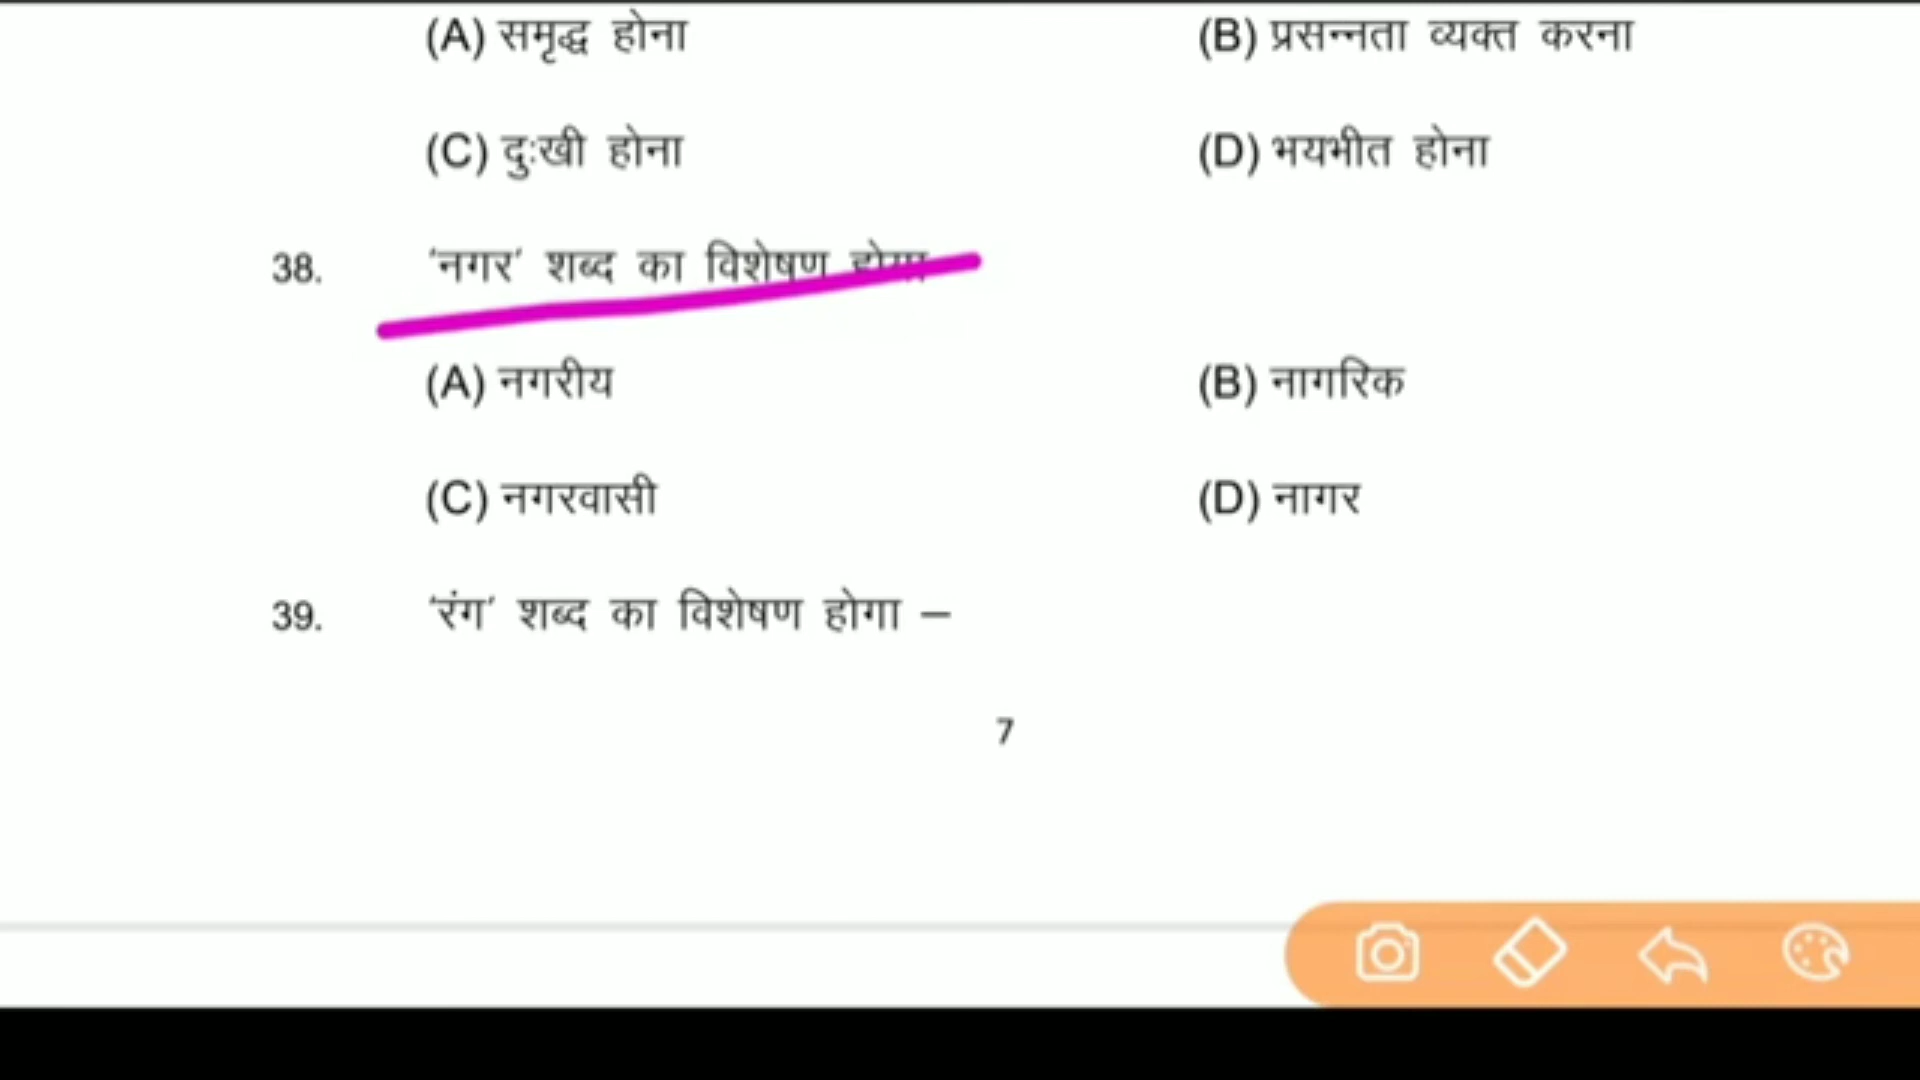 (A) समृद्ध होना (B) प्रसन्नता व्यक्त करना
(C) दुःखी होना (D) भयभीत होना
38. ‘नगर’ शब्द का विशेषण होगा
(A) नगरीय (B) नागरिक
(C) नगरवासी (D) नागर
39. ‘रंग’ शब्द का विशेषण होगा –
7